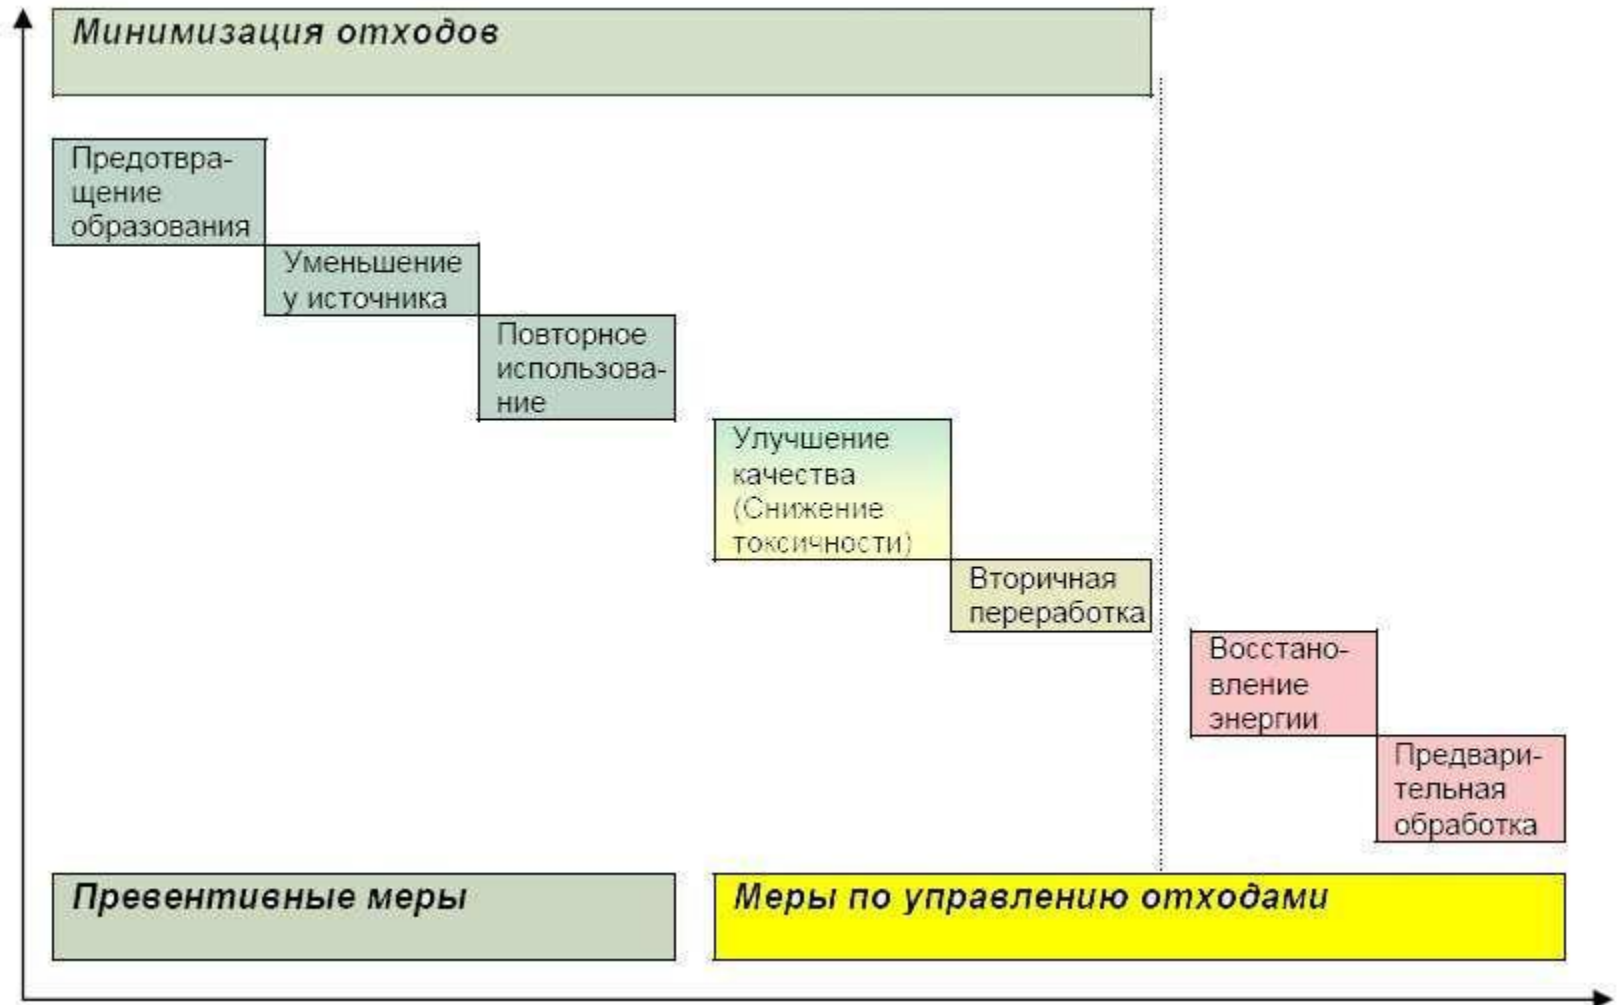 Минимизация отходов
Предотвра-
щение
образования
Уменьшение
у источника
Повторное
использова-
ние
Улучшение
качества
(Снижение
токсичности)
Вторичная
переработка
Восстано-
вление
энергии
Предвари-
тельная
обработка
Превентивные меры
Меры по управлению отходами